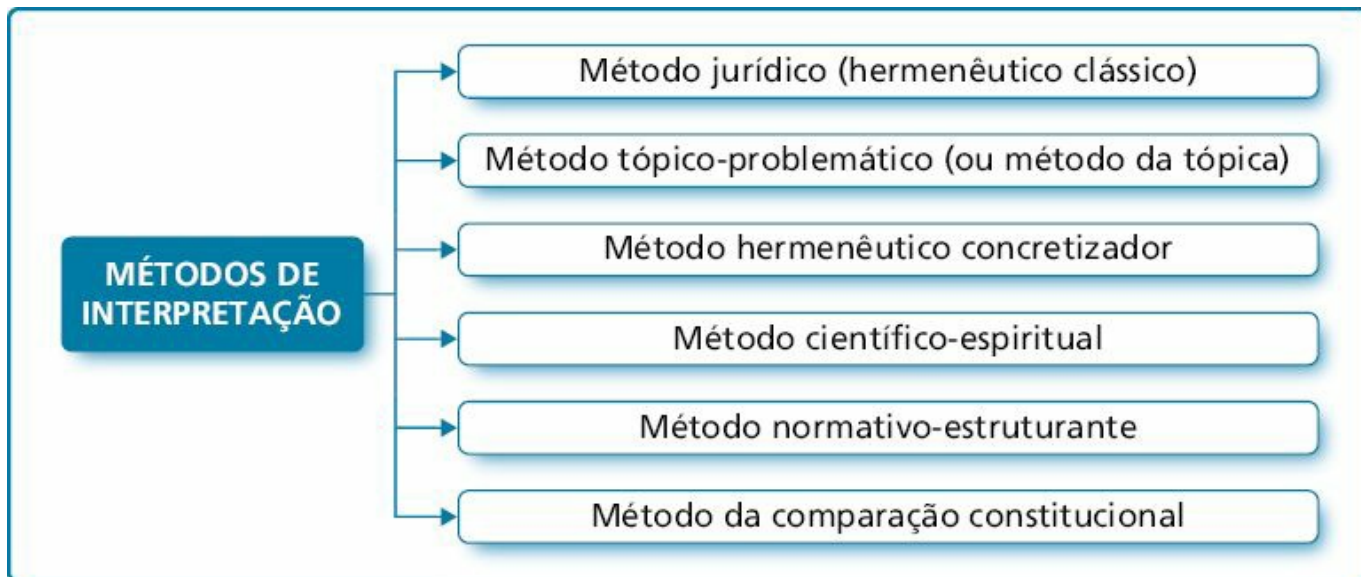 MÉTODOS DE
INTERPRETAÇÃO
Método jurídico (hermenêutico clássico)
Método tópico-problemático (ou método da tópica)
Método hermenêutico concretizador
Método científico-espiritual
Método normativo-estruturante
Método da comparação constitucional